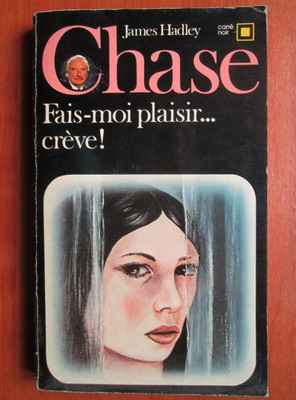 James Hadley
carré
noir
Chase
Fais-moi plaisir...
crève!